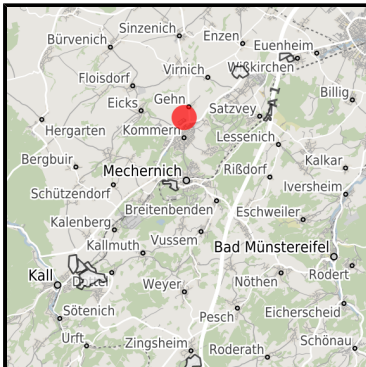 Sinzenich
Bürvenich
Enzen
Euenheim
Virnich
Wißkirchen
Floisdorf
Eicks
Gehn
Satzvey
A 1
Billig
Hergarten
Kommern
Lessenich
Bergbuir
Mechernich
Rißdorf
Kalkar
Schützendorf
Iversheim
Breitenbenden
Eschweiler
Kalenberg
Kallmuth
Vussem
Bad Münstereifel
Kall
Rodert
Weyer
Nöthen
Sötenich
Pesch
Eicherscheid
Urft
Zingsheim
Roderath
Schönau